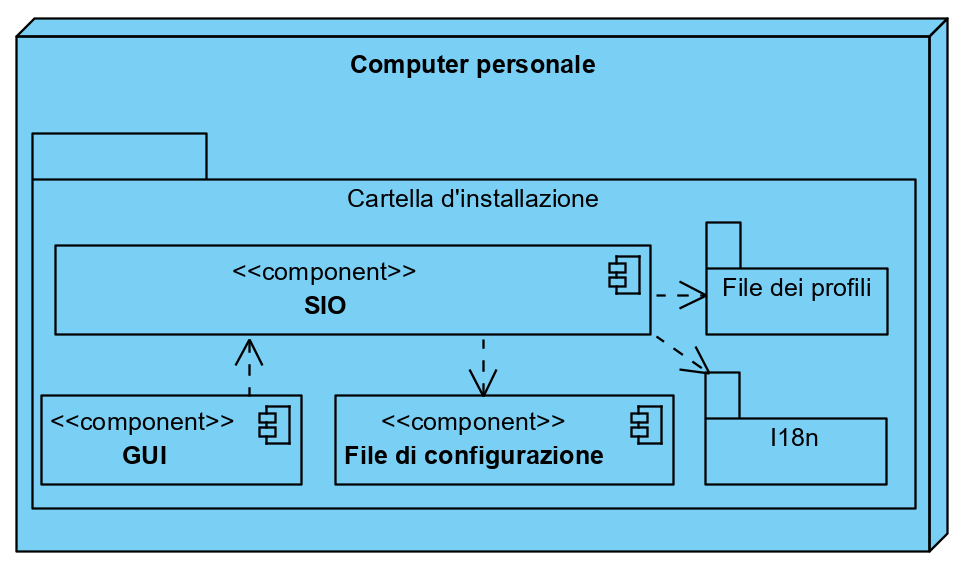 Computer personale
Cartella d'installazione
<<component>>
SIO
File dei profili
<<component>>
GUI
<<component>>
File di configurazione
I18n